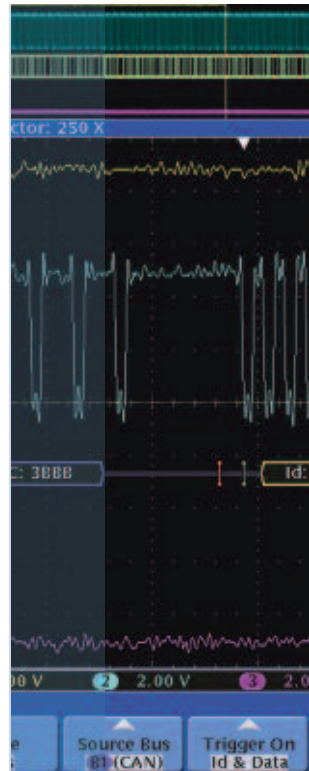 ctor: 250 X
C: 3BBB
Id:
00 V 2 2.00 V 3 2.0
e Source Bus Trigger On
s B1 (CAN) Id & Data